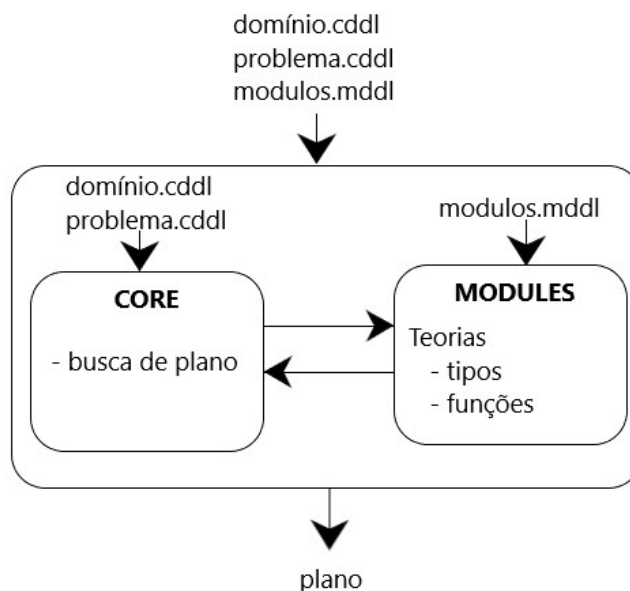 domínio.cddl
problema.cddl
modulos.mddl
domínio.cddl
problema.cddl
modulos.mddl
CORE
- busca de plano
MODULES
Teorias
- tipos
- funções
plano